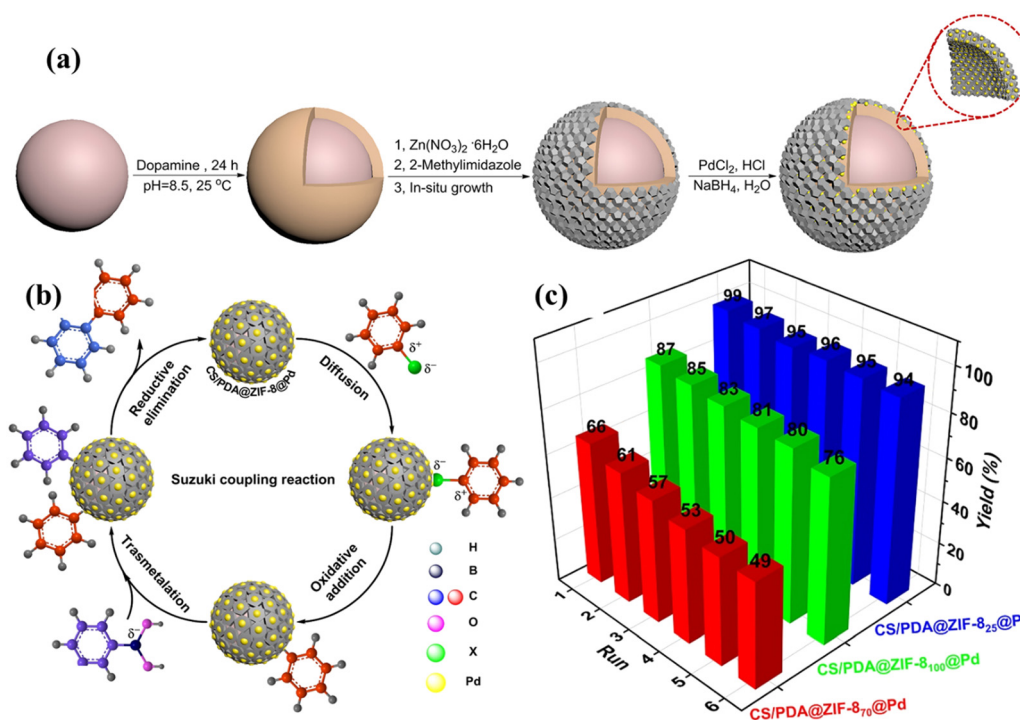 (a)
Dopamine , 24 h
pH=8.5, 25 °C
1, Zn(NO₃)₂ ·6H₂O
2, 2-Methylimidazole
3, In-situ growth
PdCl₂, HCl
NaBH₄, H₂O
(b)
CS/PDA@ZIF-8@Pd
Diffusion
δ⁺
δ⁻
Reductive
elimination
Suzuki coupling reaction
δ⁻
δ⁺
Trasmetalation
Oxidative
addition
δ⁻
H
B
C
O
X
Pd
(c)
99
97
95
96
95
94
87
85
83
81
80
76
66
61
57
53
50
49
100
80
60
40
20
0
Yield (%)
1
2
3
4
5
6
Run
CS/PDA@ZIF-8₂₅@P
CS/PDA@ZIF-8₁₀₀@Pd
CS/PDA@ZIF-8₇₀@Pd